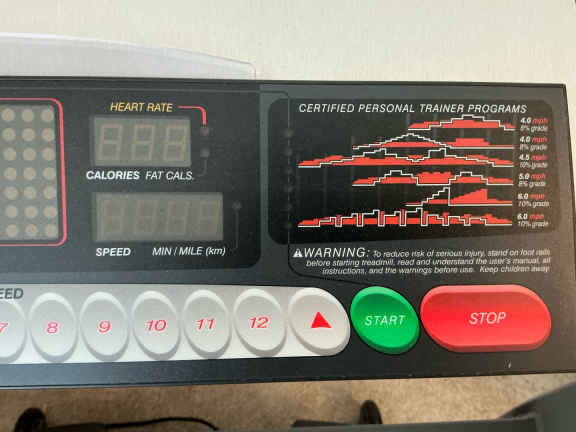 HEART RATE
CALORIES FAT CALS.
SPEED MIN / MILE (km)
CERTIFIED PERSONAL TRAINER PROGRAMS
4.0 mph
8% grade
4.0 mph
8% grade
4.5 mph
10% grade
5.0 mph
8% grade
6.0 mph
10% grade
6.0 mph
10% grade
WARNING: To reduce risk of serious injury, stand on foot rails
before starting treadmill, read and understand the user's manual, all
instructions, and the warnings before use. Keep children away.
EED
7 8 9 10 11 12
START
STOP